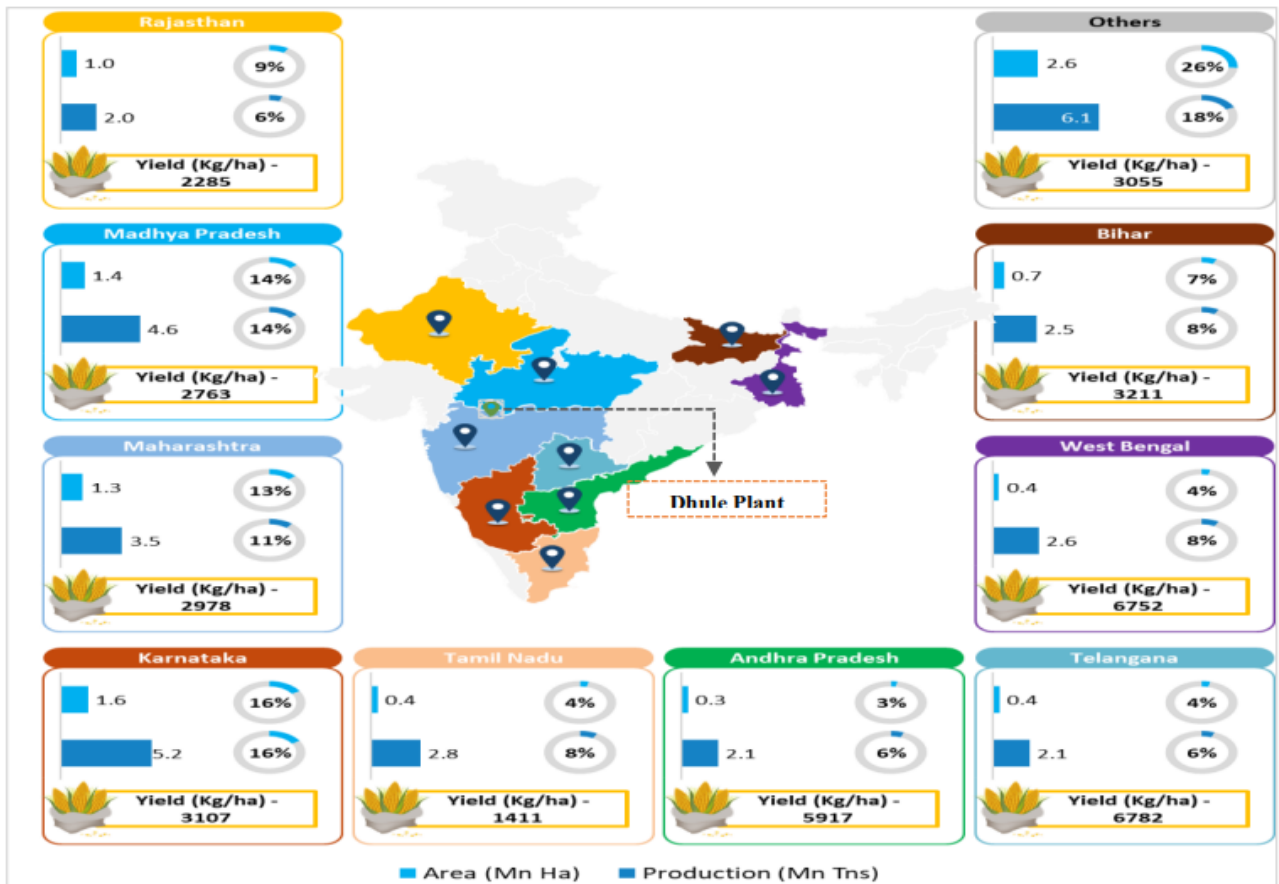 Rajasthan
1.0
9%
2.0
6%
Yield (Kg/ha) -
2285
Others
2.6
26%
6.1
18%
Yield (Kg/ha) -
3055
Madhya Pradesh
1.4
14%
4.6
14%
Yield (Kg/ha) -
2763
Bihar
0.7
7%
2.5
8%
Yield (Kg/ha) -
3211
Maharashtra
1.3
13%
3.5
11%
Yield (Kg/ha) -
2978
Dhule Plant
West Bengal
0.4
4%
2.6
8%
Yield (Kg/ha) -
6752
Karnataka
1.6
16%
5.2
16%
Yield (Kg/ha) -
3107
Tamil Nadu
0.4
4%
2.8
8%
Yield (Kg/ha) -
1411
Andhra Pradesh
0.3
3%
2.1
6%
Yield (Kg/ha) -
5917
Telangana
0.4
4%
2.1
6%
Yield (Kg/ha) -
6782
Area (Mn Ha) Production (Mn Tns)